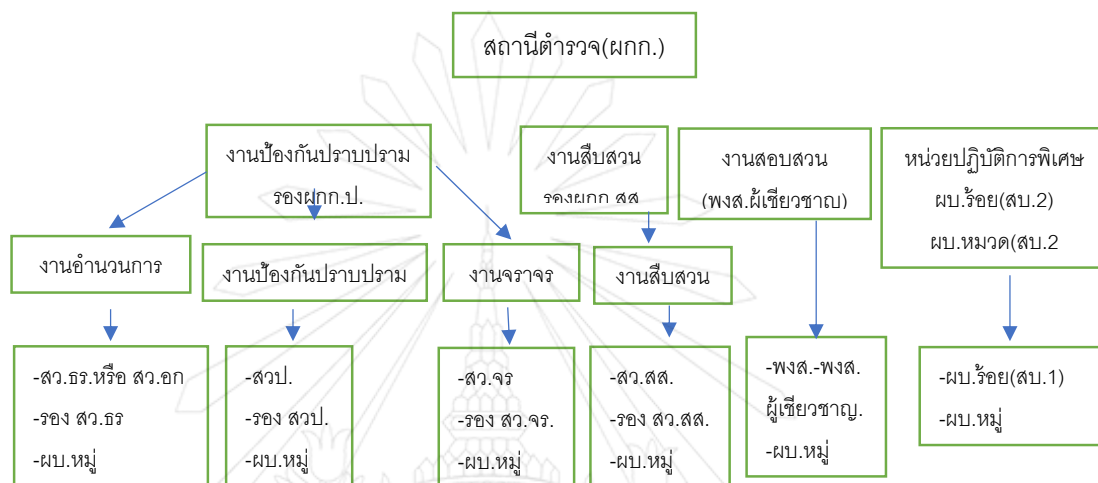 สถานีตำรวจ(ผกก.)
งานป้องกันปราบปราม
รองผกก.ป.
งานสืบสวน
รองผกก.สส
งานสอบสวน
(พงส.ผู้เชียวชาญ)
หน่วยปฏิบัติการพิเศษ
ผบ.ร้อย(สบ.2)
ผบ.หมวด(สบ.2
งานอำนวยการ
งานป้องกันปราบปราม
งานจราจร
งานสืบสวน
-สว.ธร.หรือ สว.อก
-รอง สว.ธร
-ผบ.หมู่
-สวป.
-รอง สวป.
-ผบ.หมู่
-สว.จร
-รอง สว.จร.
-ผบ.หมู่
-สว.สส.
-รอง สว.สส.
-ผบ.หมู่
-พงส.-พงส.
ผู้เชียวชาญ.
-ผบ.หมู่
-ผบ.ร้อย(สบ.1)
-ผบ.หมู่